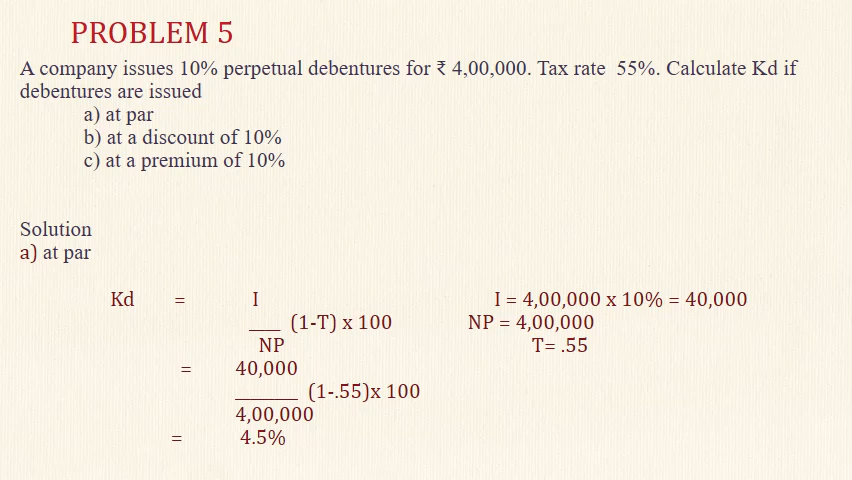 PROBLEM 5
A company issues 10% perpetual debentures for ₹ 4,00,000. Tax rate 55%. Calculate Kd if
debentures are issued
a) at par
b) at a discount of 10%
c) at a premium of 10%
Solution
a) at par
Kd = I I = 4,00,000 x 10% = 40,000
___ (1-T) x 100 NP = 4,00,000
NP T= .55
= 40,000
______ (1-.55)x 100
4,00,000
= 4.5%